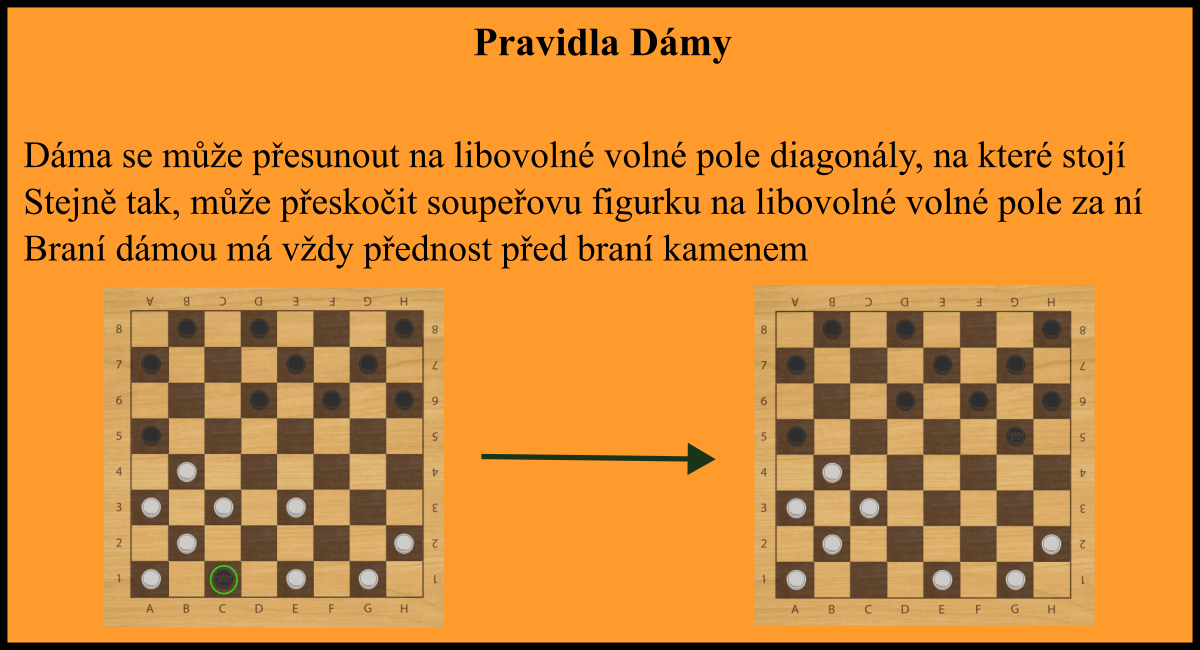 Pravidla Dámy
Dáma se může přesunout na libovolné volné pole diagonály, na které stojí
Stejně tak, může přeskočit soupeřovu figurku na libovolné volné pole za ní
Braní dámou má vždy přednost před braní kamenem
A B C D E F G H
8 8
7 7
6 6
5 5
4 4
3 3
2 2
1 1
A B C D E F G H
A B C D E F G H
8 8
7 7
6 6
5 5
4 4
3 3
2 2
1 1
A B C D E F G H